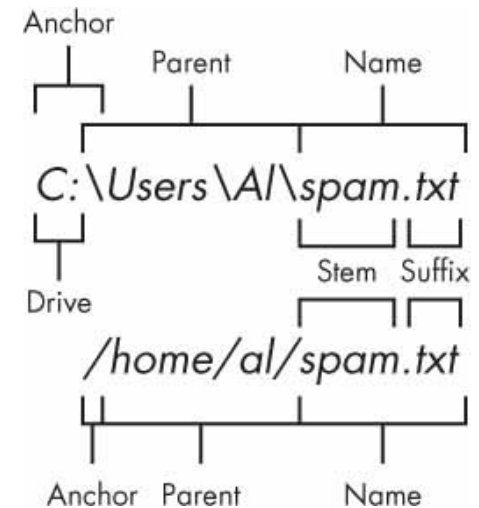 Anchor
Parent Name
C:\Users\Al\spam.txt
Stem Suffix
Drive
/home/al/spam.txt
Anchor Parent Name